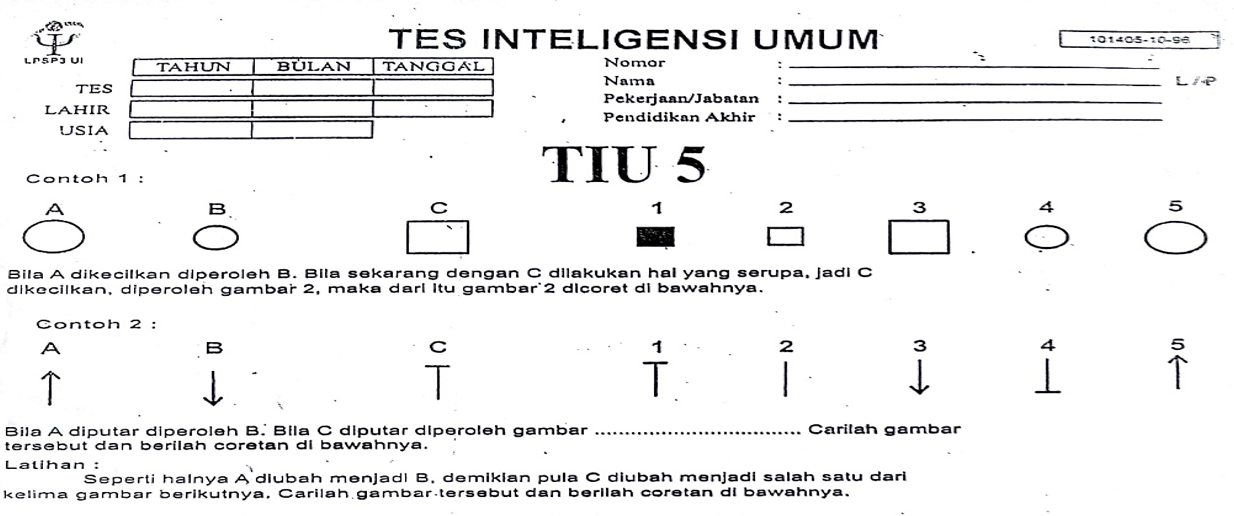 LPSP3 UI
TES INTELIGENSI UMUM
101405-10-96
TAHUN BULAN TANGGAL
TES
LAHIR
USIA
Nomor :
Nama : L/P
Pekerjaan/Jabatan :
Pendidikan Akhir :
TIU 5
Contoh 1 :
A B C 1 2 3 4 5
Bila A dikecilkan diperoleh B. Bila sekarang dengan C dilakukan hal yang serupa, jadi C
dikecilkan, diperoleh gambar 2, maka dari itu gambar 2 dicoret di bawahnya.
Contoh 2 :
A B C 1 2 3 4 5
Bila A diputar diperoleh B. Bila C diputar diperoleh gambar ................................ Carilah gambar
tersebut dan berilah coretan di bawahnya.
Latihan :
Seperti halnya A diubah menjadi B, demikian pula C diubah menjadi salah satu dari
kelima gambar berikutnya. Carilah gambar tersebut dan berilah coretan di bawahnya.